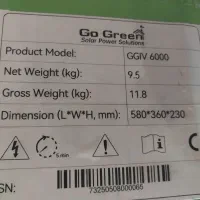 Go Green
Solar Power Solutions
Product Model: GGIV 6000
Net Weight (kg): 9.5
Gross Weight (kg): 11.8
Dimension (L*W*H, mm): 580*360*230
5 min
i
CE
SN:
73250508000065